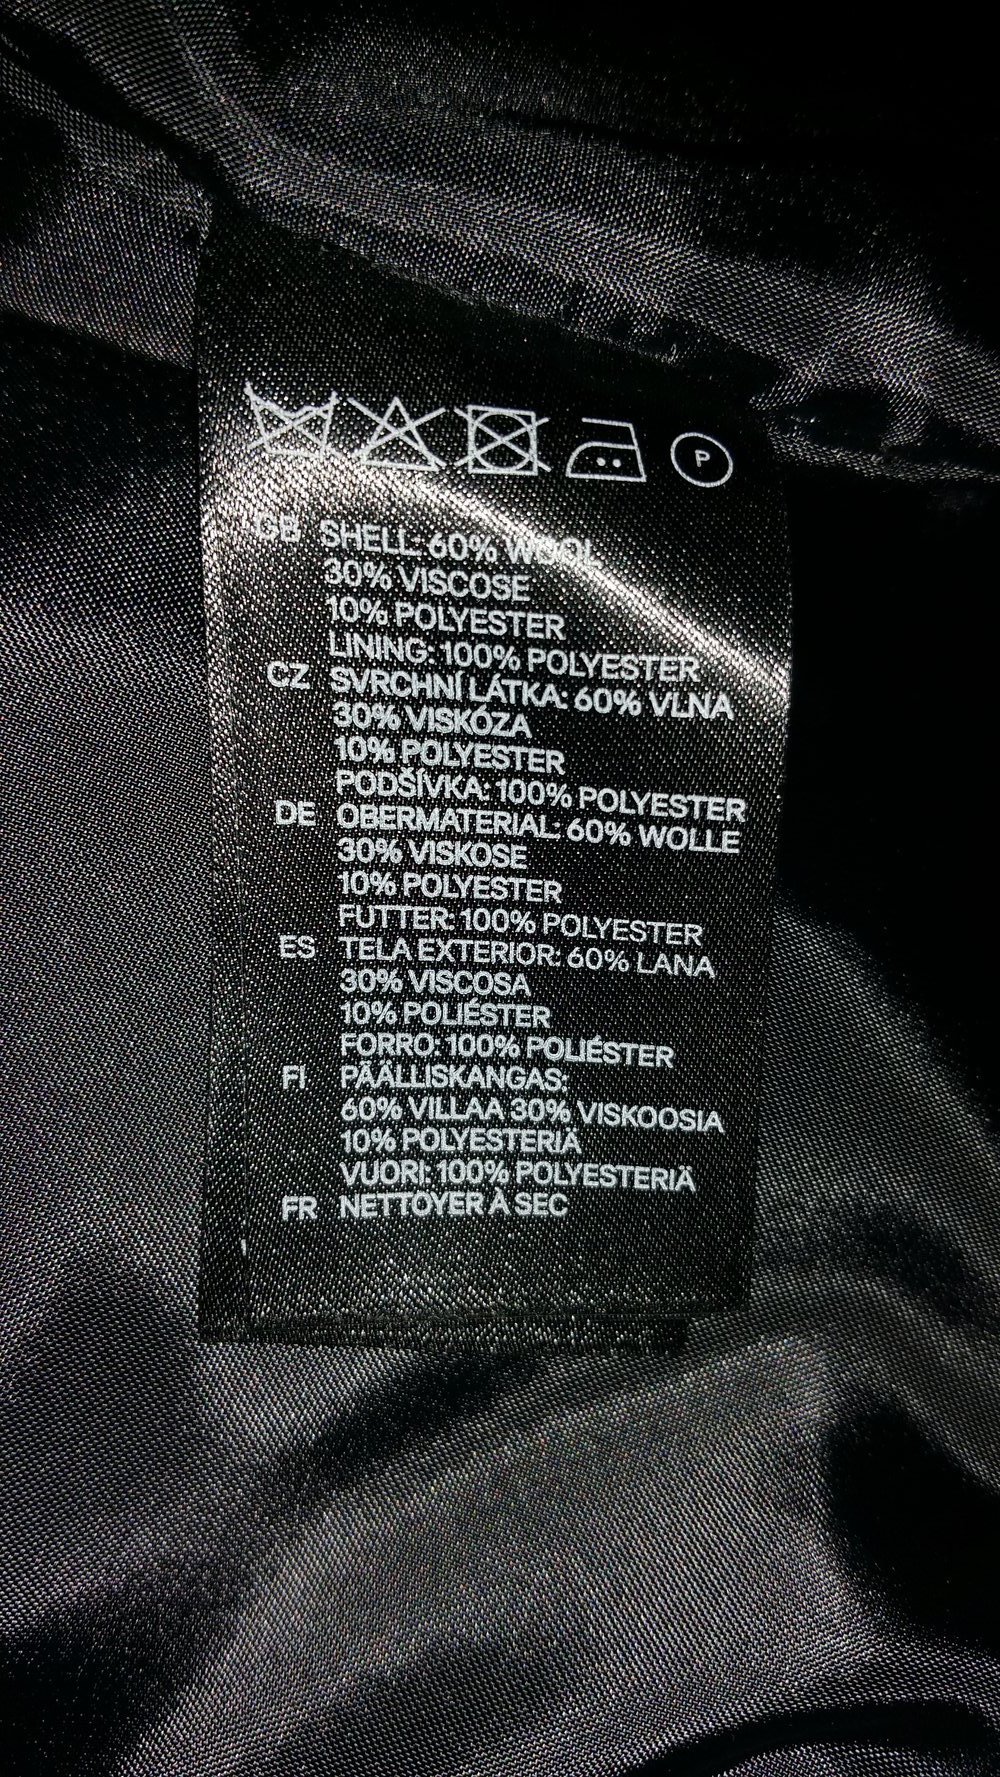 P
GB SHELL: 60% WOOL
30% VISCOSE
10% POLYESTER
LINING: 100% POLYESTER
CZ SVRCHNÍ LÁTKA: 60% VLNA
30% VISKÓZA
10% POLYESTER
PODŠÍVKA: 100% POLYESTER
DE OBERMATERIAL: 60% WOLLE
30% VISKOSE
10% POLYESTER
FUTTER: 100% POLYESTER
ES TELA EXTERIOR: 60% LANA
30% VISCOSA
10% POLIÉSTER
FORRO: 100% POLIÉSTER
FI PÄÄLLISKANGAS:
60% VILLAA 30% VISKOOSIA
10% POLYESTERIÄ
VUORI: 100% POLYESTERIÄ
FR NETTOYER À SEC